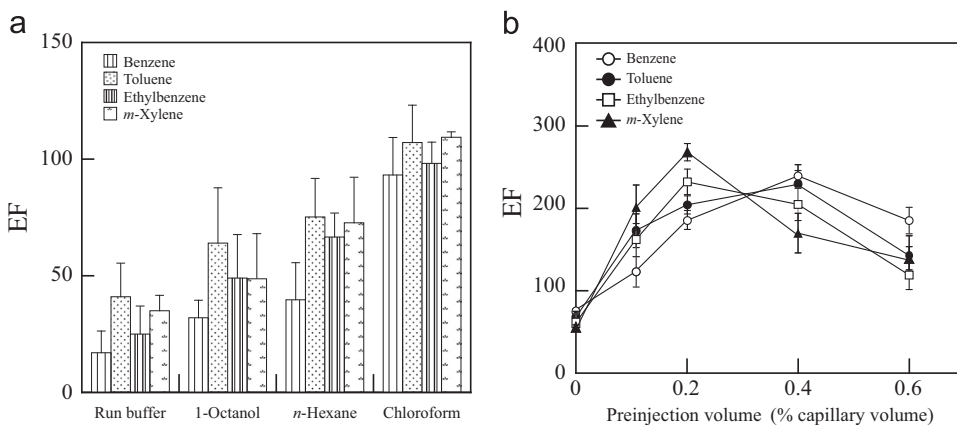 a
150
100
50
0
EF
Benzene
Toluene
Ethylbenzene
m-Xylene
Run buffer 1-Octanol n-Hexane Chloroform
b
400
300
200
100
0
EF
Benzene
Toluene
Ethylbenzene
m-Xylene
0 0.2 0.4 0.6
Preinjection volume (% capillary volume)